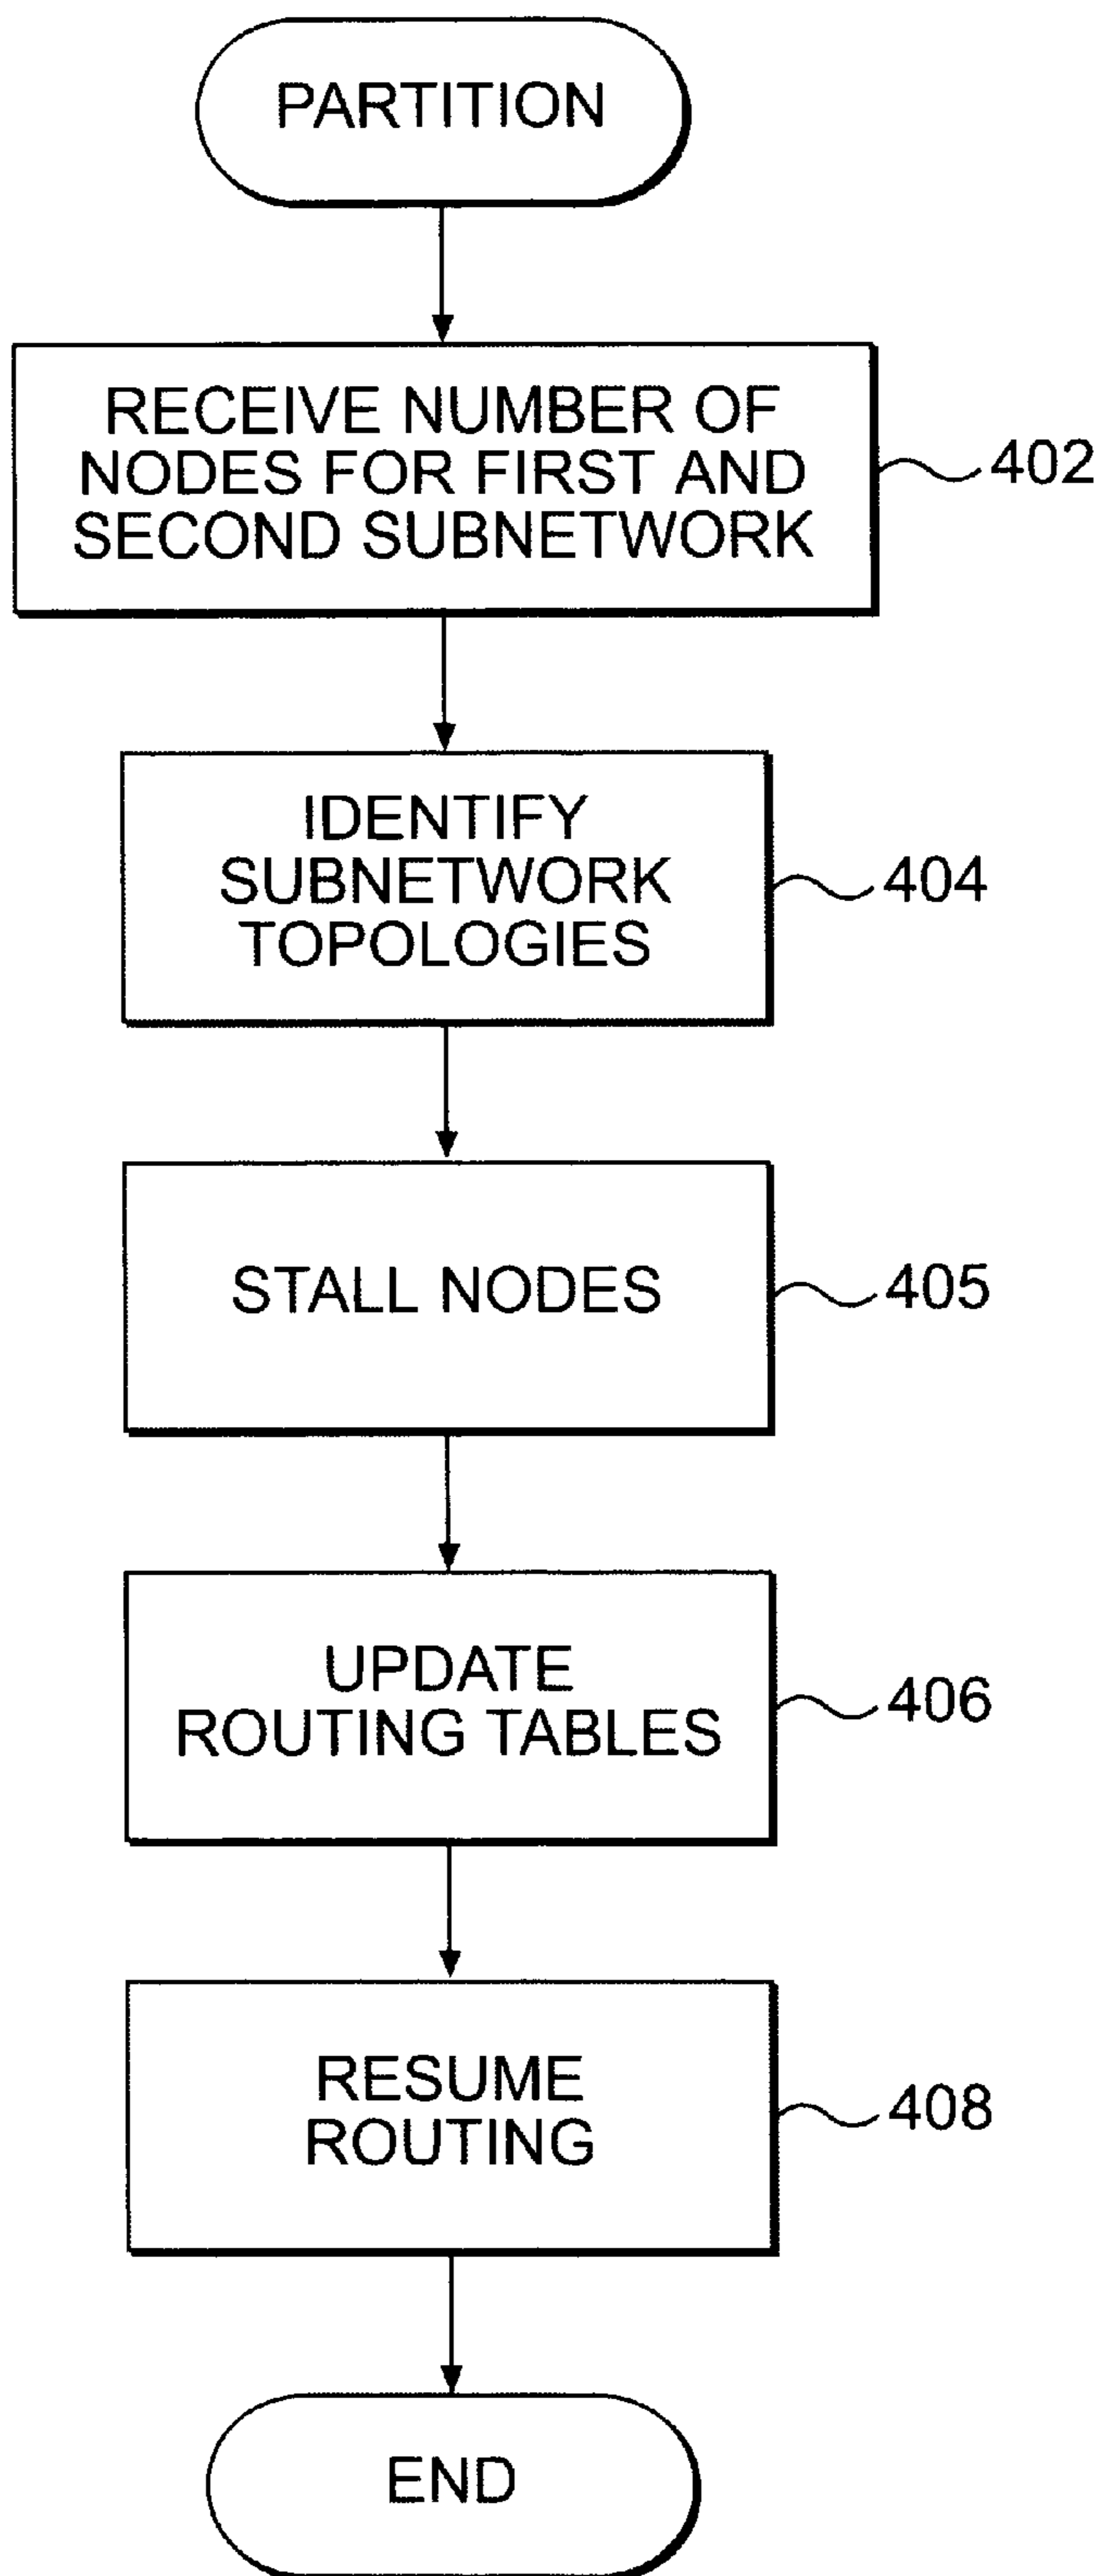 PARTITION
RECEIVE NUMBER OF
NODES FOR FIRST AND
SECOND SUBNETWORK
402
IDENTIFY
SUBNETWORK
TOPOLOGIES
404
STALL NODES
405
UPDATE
ROUTING TABLES
406
RESUME
ROUTING
408
END